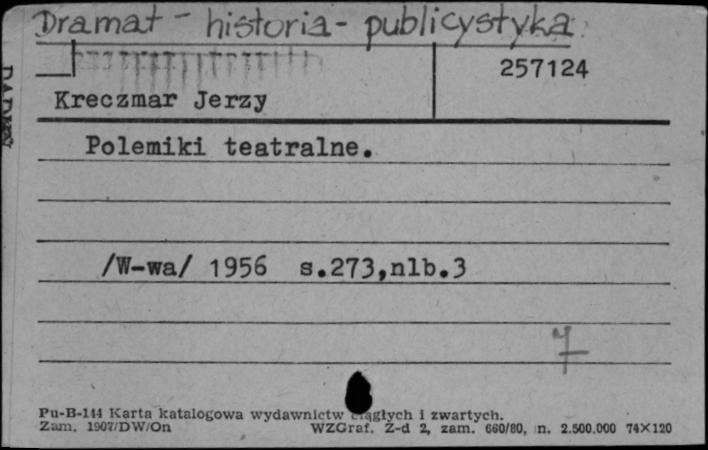 Dramat - historia - publicystyka
257124
Kreczmar Jerzy
Polemiki teatralne.
/W-wa/ 1956 s.273,nlb.3
7
Pu-B-144 Karta katalogowa wydawnictw ciągłych i zwartych.
Zam. 1907/DW/On WZGraf. Z-d 2, zam. 660/80, n. 2.500.000 74X120